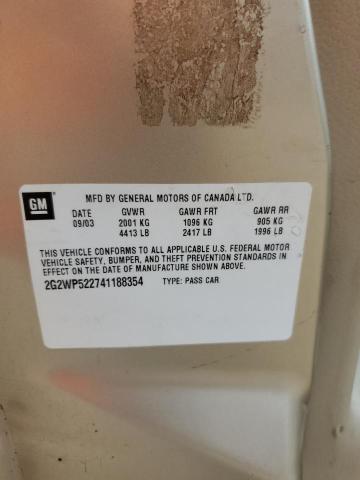 GM
MFD BY GENERAL MOTORS OF CANADA LTD.
DATE GVWR GAWR FRT GAWR RR
09/03 2001 KG 1096 KG 905 KG
4413 LB 2417 LB 1996 LB
THIS VEHICLE CONFORMS TO ALL APPLICABLE U.S. FEDERAL MOTOR
VEHICLE SAFETY, BUMPER, AND THEFT PREVENTION STANDARDS IN
EFFECT ON THE DATE OF MANUFACTURE SHOWN ABOVE.
2G2WP522741188354 TYPE: PASS CAR